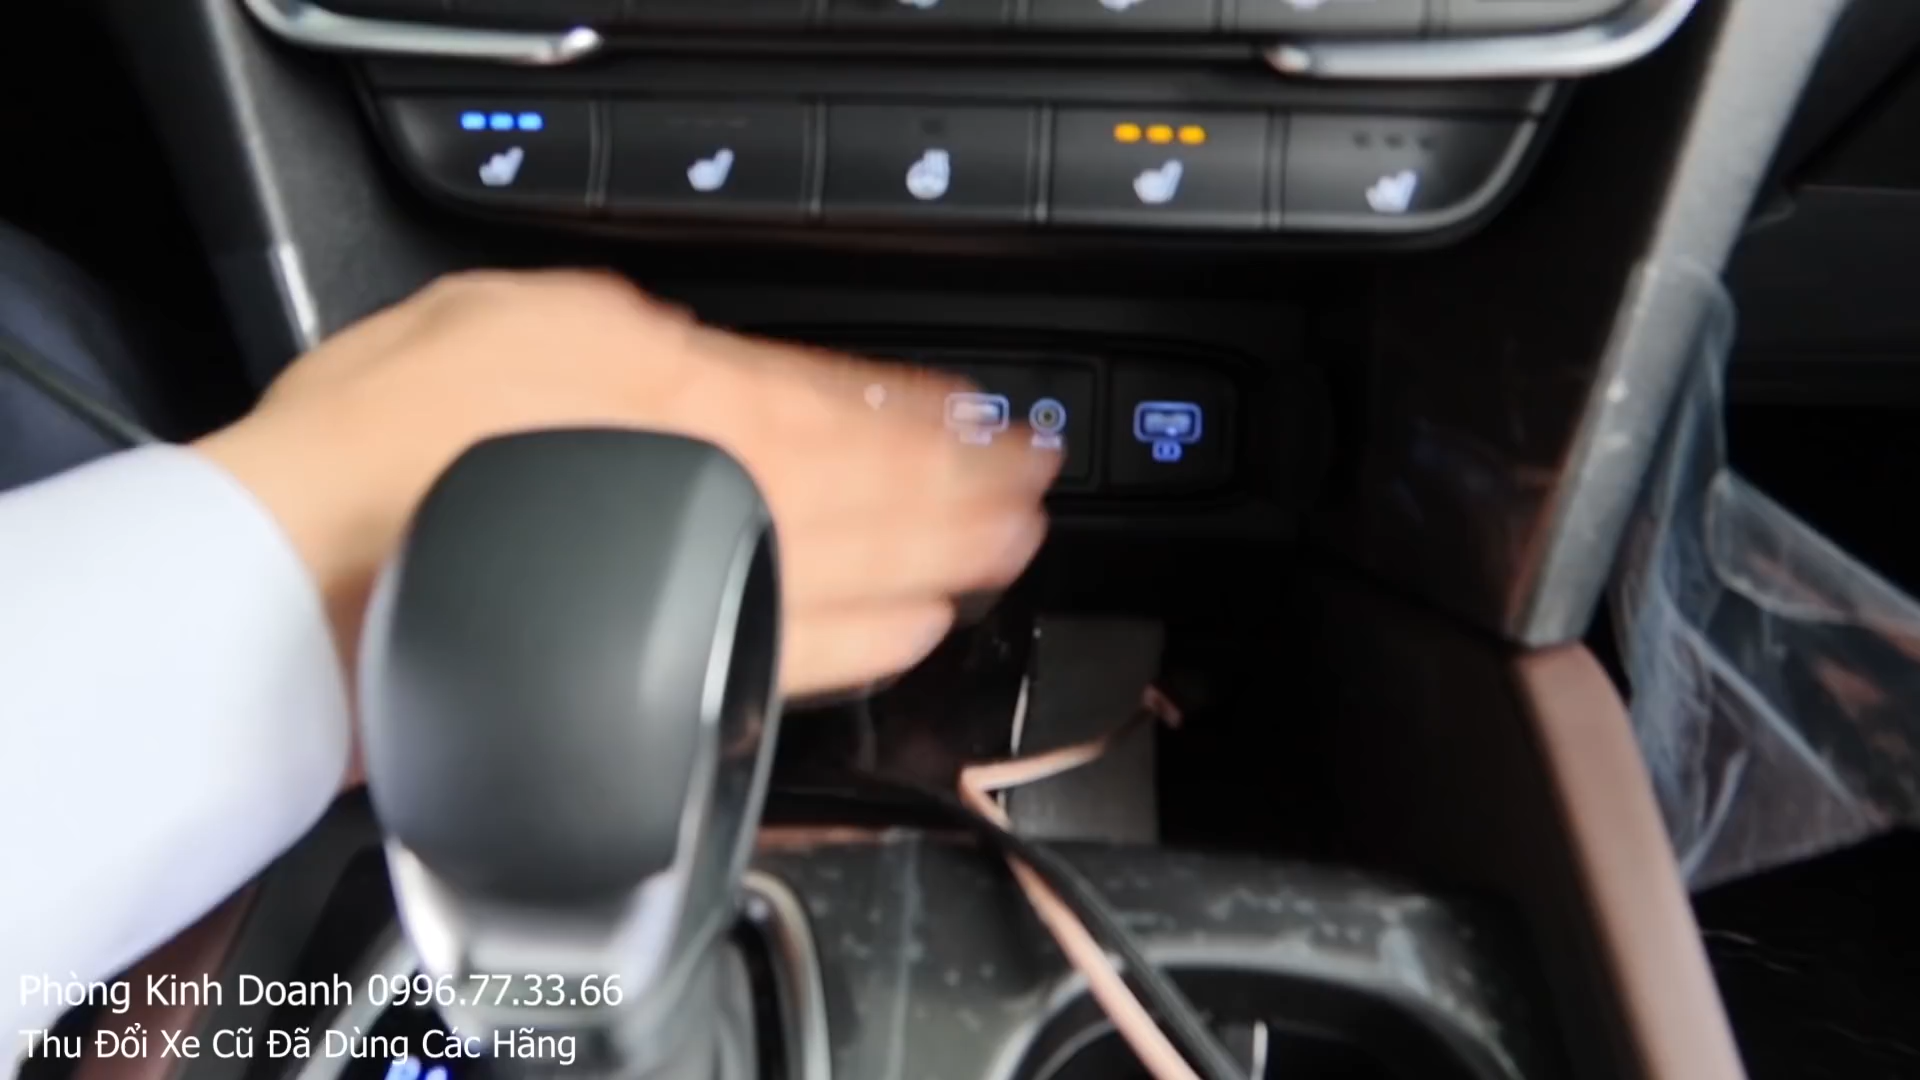 Phòng Kinh Doanh 0996.77.33.66
Thu Đổi Xe Cũ Đã Dùng Các Hãng